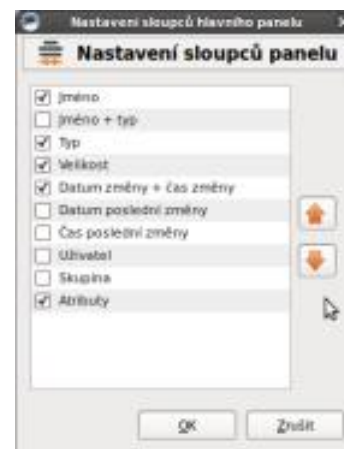 Nastavení sloupců hlavního panelu
Nastavení sloupců panelu
Jméno
Jméno + typ
Typ
Velikost
Datum změny + čas změny
Datum poslední změny
Čas poslední změny
Uživatel
Skupina
Atributy
OK
Zrušit